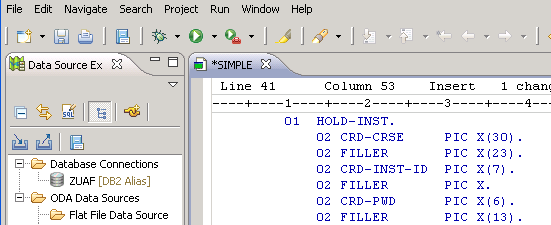 File Edit Navigate Search Project Run Window Help
Data Source Ex
*SIMPLE
Line 41 Column 53 Insert 1 chang
----+----1----+----2----+----3----+----4
01 HOLD-INST.
02 CRD-CRSE PIC X(30).
02 FILLER PIC X(23).
02 CRD-INST-ID PIC X(7).
02 FILLER PIC X.
02 CRD-PWD PIC X(6).
02 FILLER PIC X(13).
SQL
Database Connections
ZUAF [DB2 Alias]
ODA Data Sources
Flat File Data Source